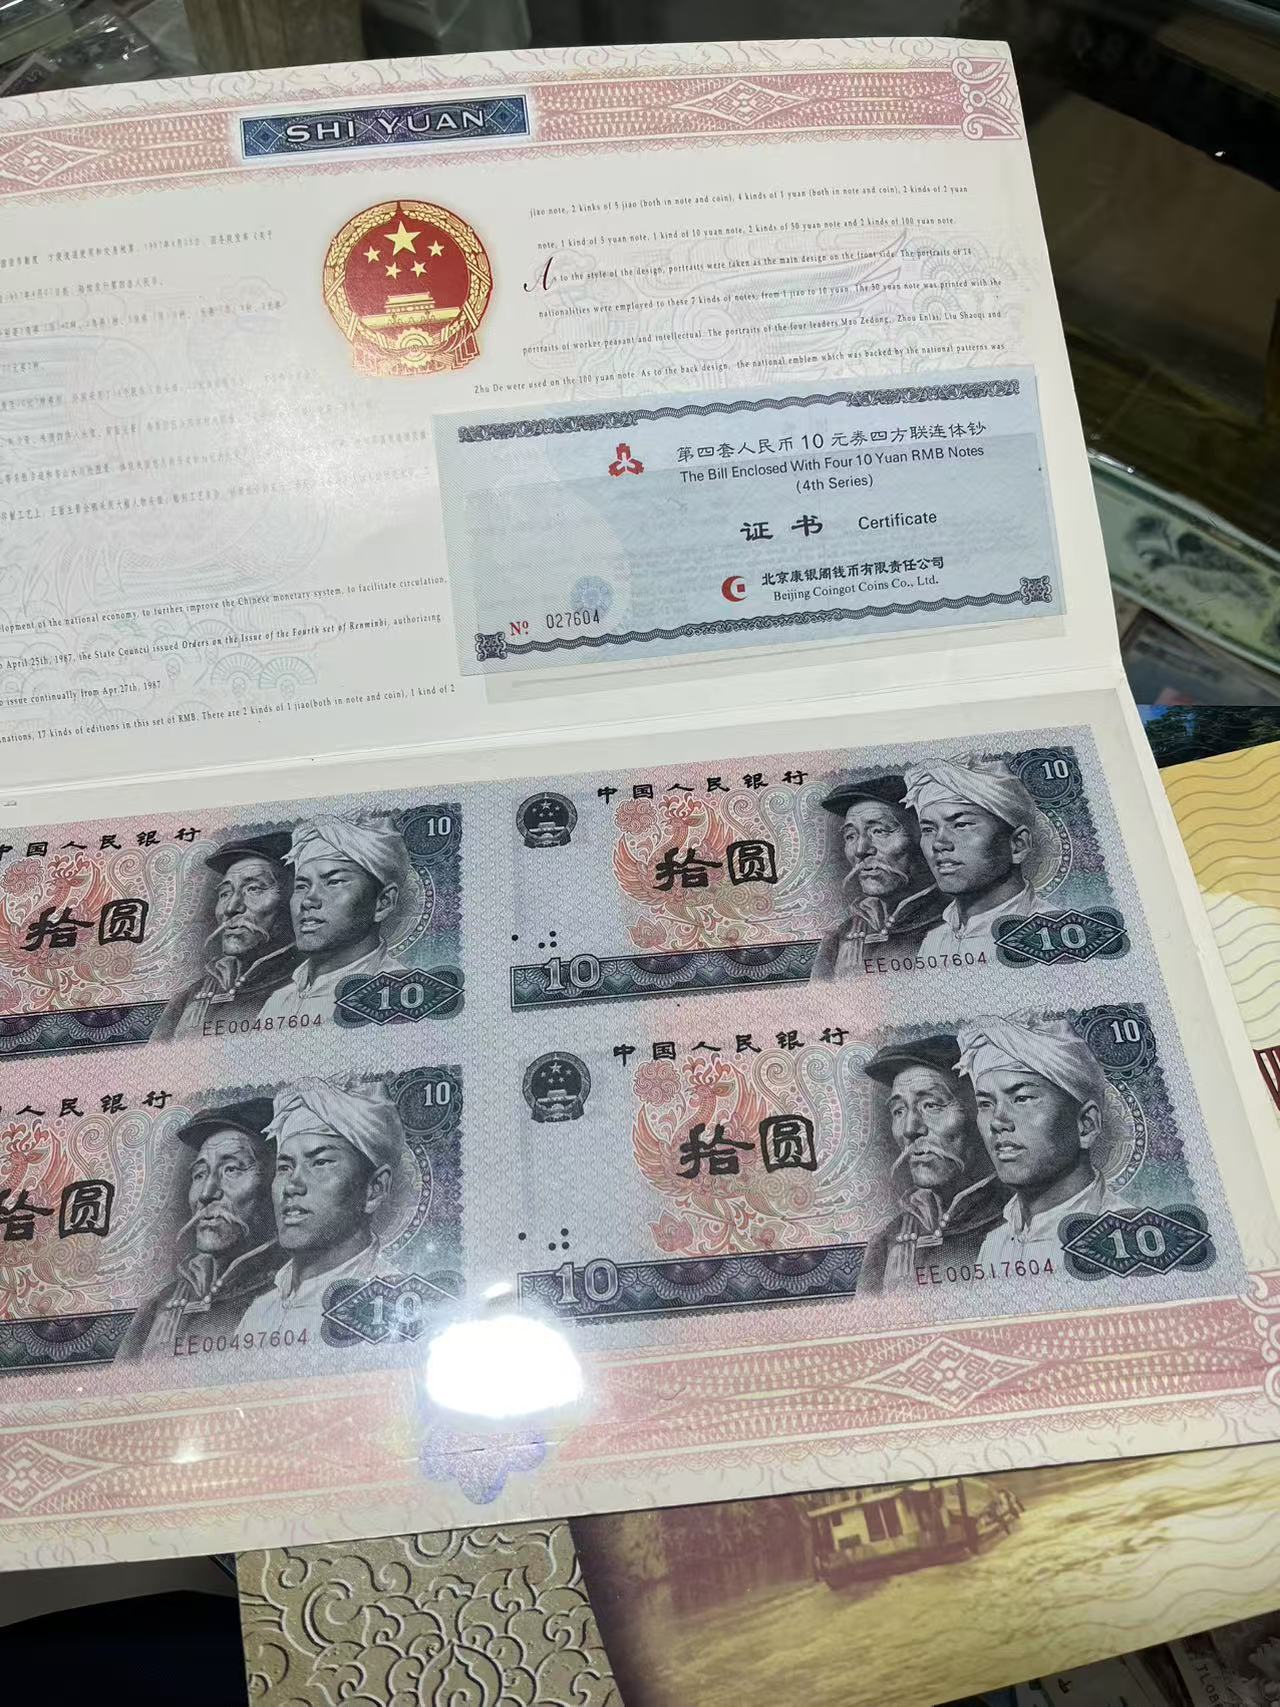 SHI YUAN
jiao note, 2 kinks of 5 jiao (both in note and coin), 4 kinds of 1 yuan (both in note and coin), 2 kinds of 2 yuan
note, 1 kind of 5 yuan note, 1 kind of 10 yuan note, 2 kinds of 50 yuan note and 2 kinds of 100 yuan note.
As to the style of the design, portraits were taken as the main design on the front side. The portraits of 14
nationalities were employed to these 7 kinds of notes, from 1 jiao to 10 yuan. The 50 yuan note was printed with the
portraits of worker peasant and intellectual. The portraits of the four leaders Mao Zedong, Zhou Enlai, Liu Shaoqi and
Zhu De were used on the 100 yuan note. As to the back design, the national emblem which was backed by the national patterns was
第四套人民币10元券四方联连体钞
The Bill Enclosed With Four 10 Yuan RMB Notes
(4th Series)
证书 Certificate
北京康银阁钱币有限责任公司
Beijing Coingot Coins Co., Ltd.
№ 027604
lopment of the national economy, to further improve the Chinese monetary system, to facilitate circulation,
April 25th, 1987, the State Council issued Orders on the Issue of the Fourth set of Renminbi, authorizing
o issue continually from Apr.27th, 1987
nations, 17 kinds of editions in this set of RMB. There are 2 kinds of 1 jiao(both in note and coin), 1 kind of 2
中国人民银行
10
拾圆
10
EE00487604
中国人民银行
10
拾圆
10
10
EE00507604
人民银行
10
拾圆
10
EE00497604
中国人民银行
10
拾圆
10
10
EE00517604